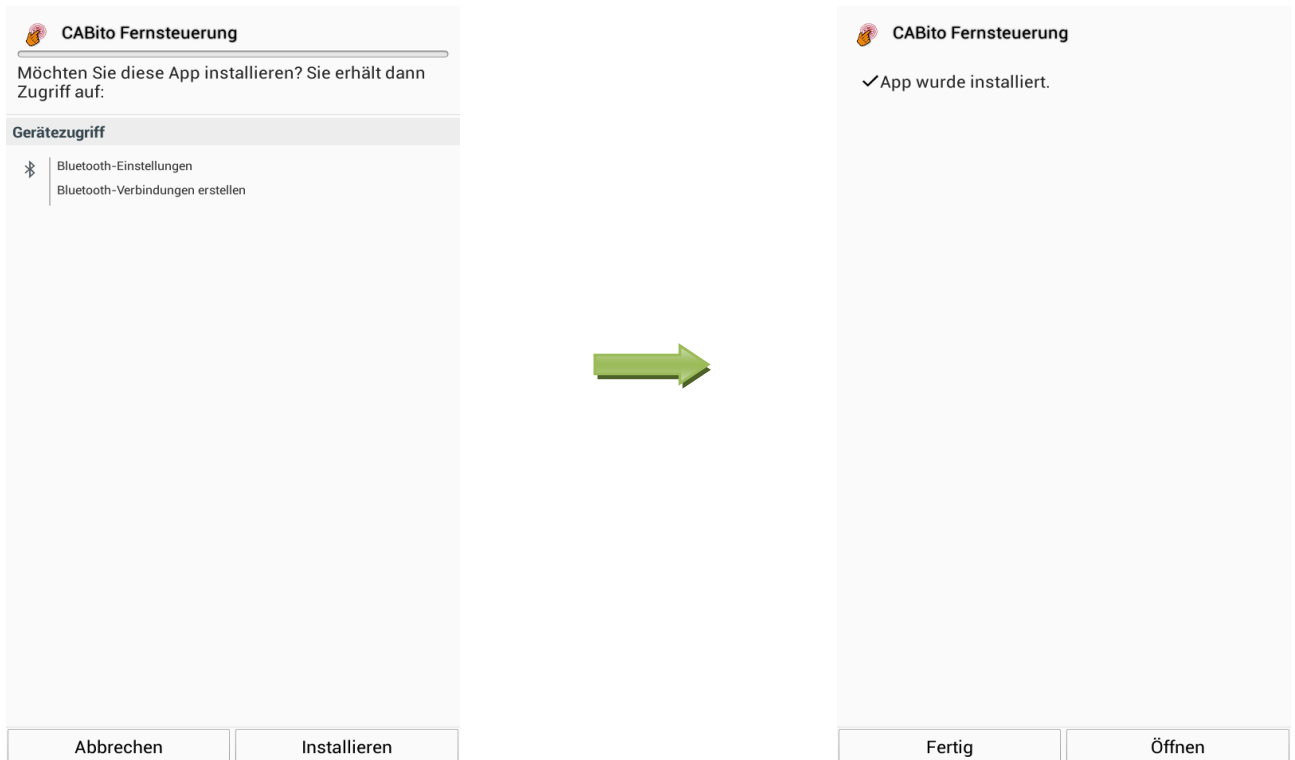 CABito Fernsteuerung
Möchten Sie diese App installieren? Sie erhält dann
Zugriff auf:
Gerätezugriff
Bluetooth-Einstellungen
Bluetooth-Verbindungen erstellen
Abbrechen
Installieren
CABito Fernsteuerung
App wurde installiert.
Fertig
Öffnen